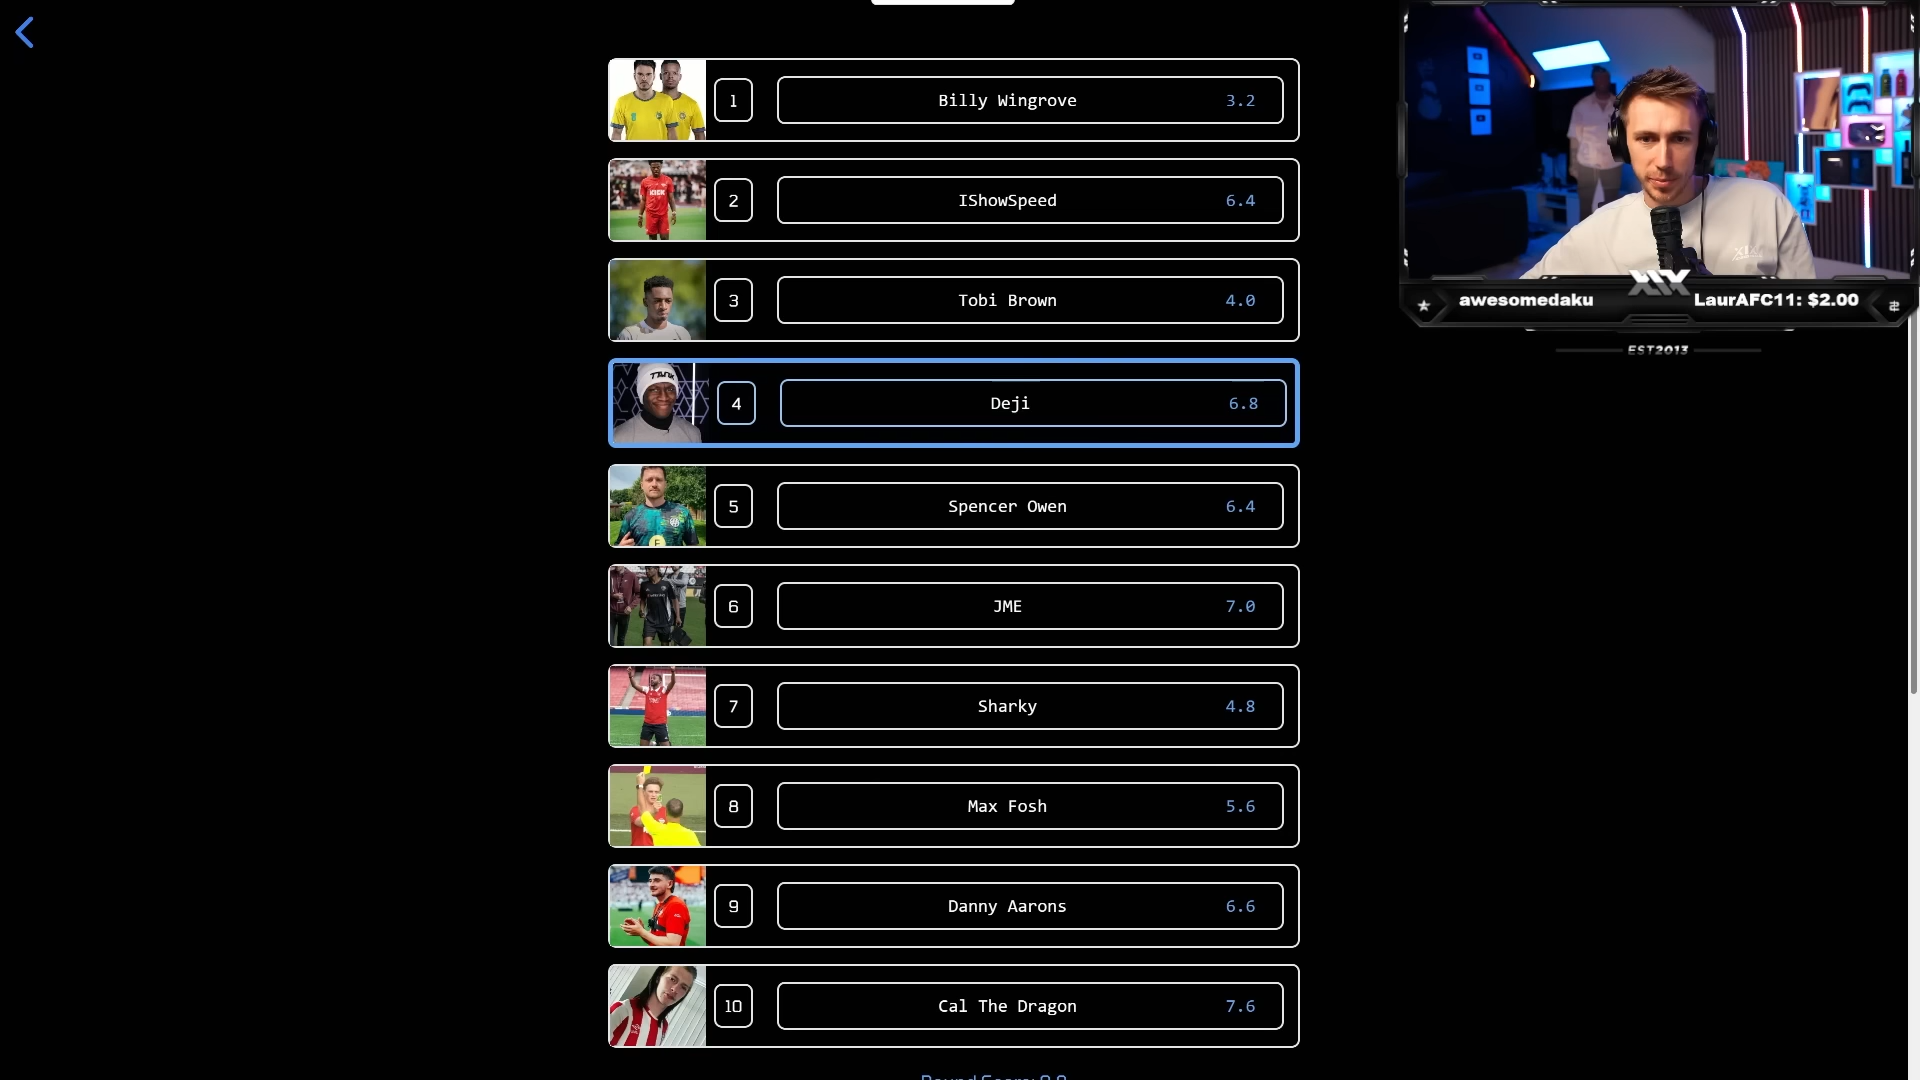 1 Billy Wingrove 3.2
2 IShowSpeed 6.4
KICK
3 Tobi Brown 4.0
4 Deji 6.8
5 Spencer Owen 6.4
6 JME 7.0
7 Sharky 4.8
8 Max Fosh 5.6
9 Danny Aarons 6.6
10 Cal The Dragon 7.6
XIX
awesomedaku LaurAFC11: $2.00
EST2013